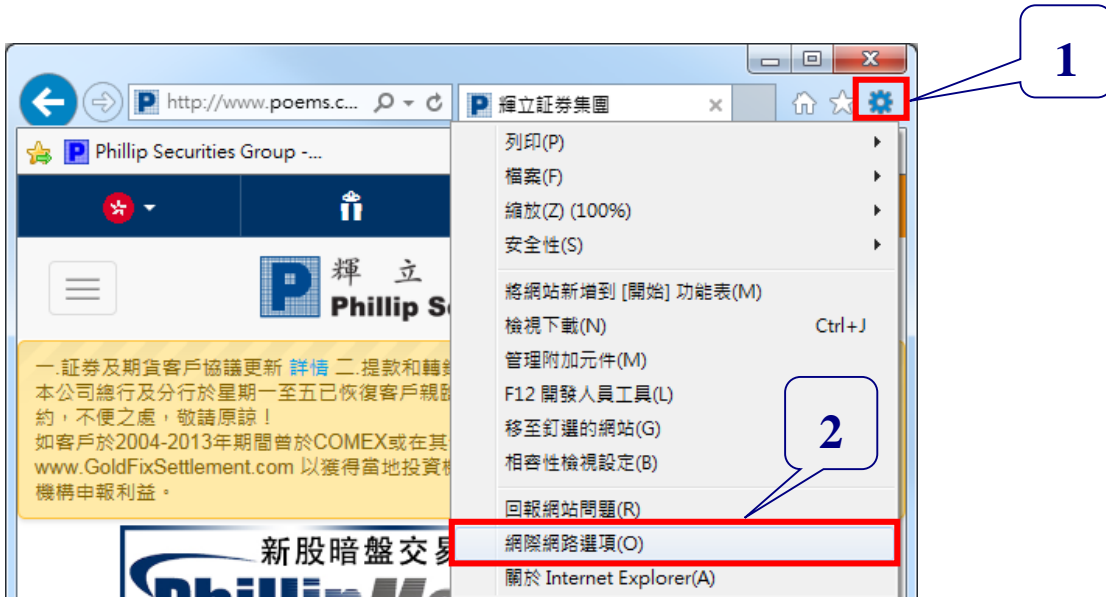 1
http://www.poems.c...
輝立証券集團
Phillip Securities Group -...
列印(P)
檔案(F)
縮放(Z) (100%)
安全性(S)
將網站新增到 [開始] 功能表(M)
檢視下載(N) Ctrl+J
管理附加元件(M)
F12 開發人員工具(L)
移至釘選的網站(G)
相容性檢視設定(B)
回報網站問題(R)
網際網路選項(O)
關於 Internet Explorer(A)
2
輝 立
Phillip S
一.証券及期貨客戶協議更新 詳情 二.提款和轉
本公司總行及分行於星期一至五已恢復客戶親
約，不便之處，敬請原諒！
如客戶於2004-2013年期間曾於COMEX或在其
www.GoldFixSettlement.com 以獲得當地投資
機構申報利益。
新股暗盤交易
Phillip